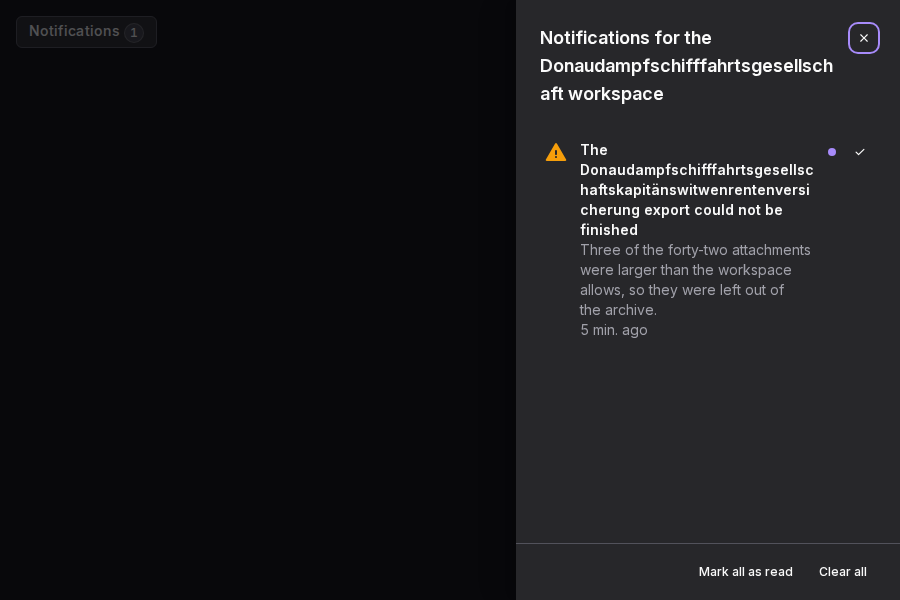 Notifications 1
Notifications for the
Donaudampfschifffahrtsgesellsch
aft workspace
The
Donaudampfschifffahrtsgesellsc
haftskapitänswitwenrentenversi
cherung export could not be
finished
Three of the forty-two attachments
were larger than the workspace
allows, so they were left out of
the archive.
5 min. ago
Mark all as read
Clear all